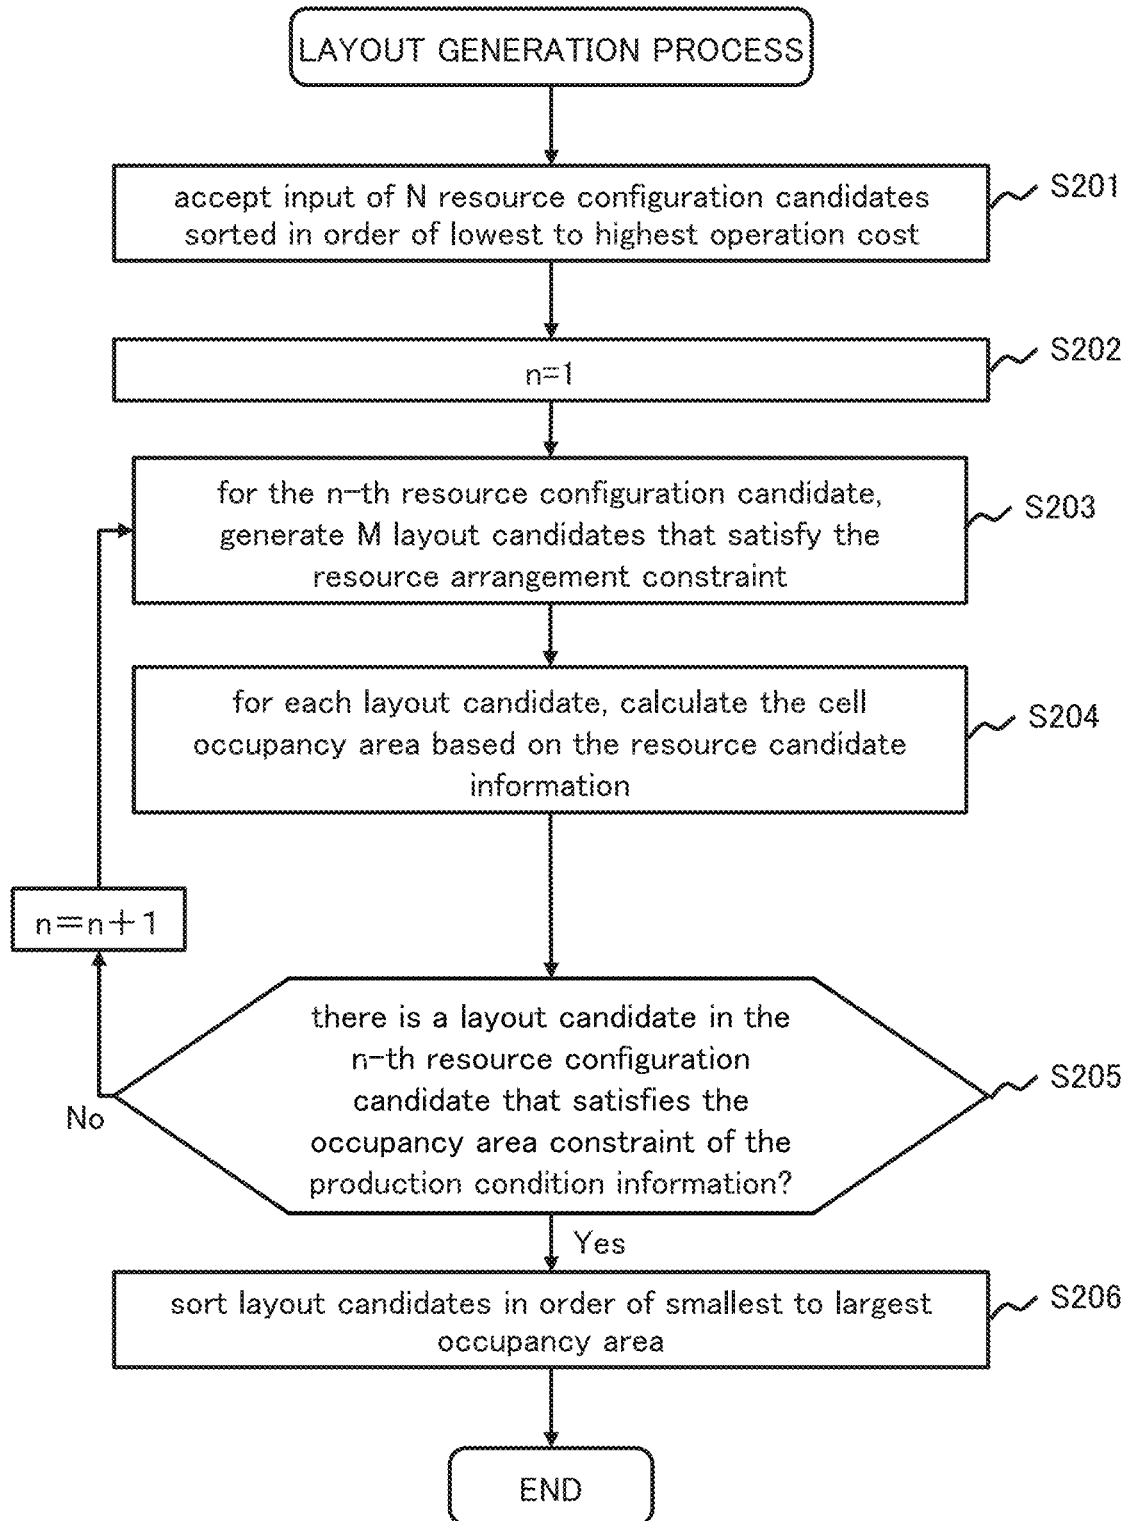 LAYOUT GENERATION PROCESS
accept input of N resource configuration candidates
sorted in order of lowest to highest operation cost
S201
n=1
S202
for the n-th resource configuration candidate,
generate M layout candidates that satisfy the
resource arrangement constraint
S203
for each layout candidate, calculate the cell
occupancy area based on the resource candidate
information
S204
n=n+1
there is a layout candidate in the
n-th resource configuration
candidate that satisfies the
occupancy area constraint of the
production condition information?
S205
No
Yes
sort layout candidates in order of smallest to largest
occupancy area
S206
END